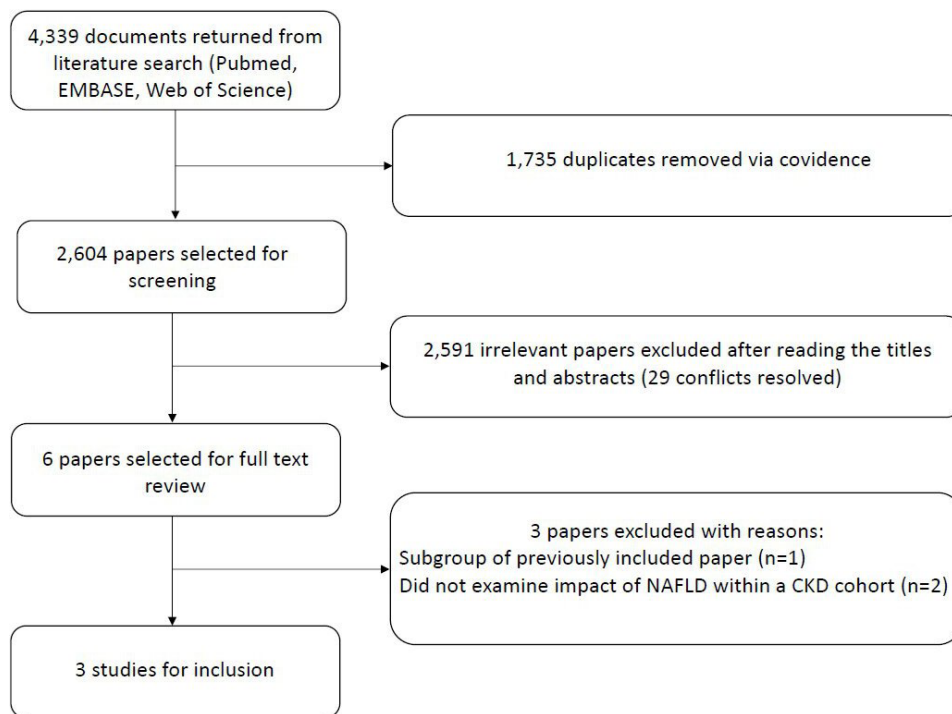 4,339 documents returned from
literature search (Pubmed,
EMBASE, Web of Science)
1,735 duplicates removed via covidence
2,604 papers selected for
screening
2,591 irrelevant papers excluded after reading the titles
and abstracts (29 conflicts resolved)
6 papers selected for full text
review
3 papers excluded with reasons:
Subgroup of previously included paper (n=1)
Did not examine impact of NAFLD within a CKD cohort (n=2)
3 studies for inclusion